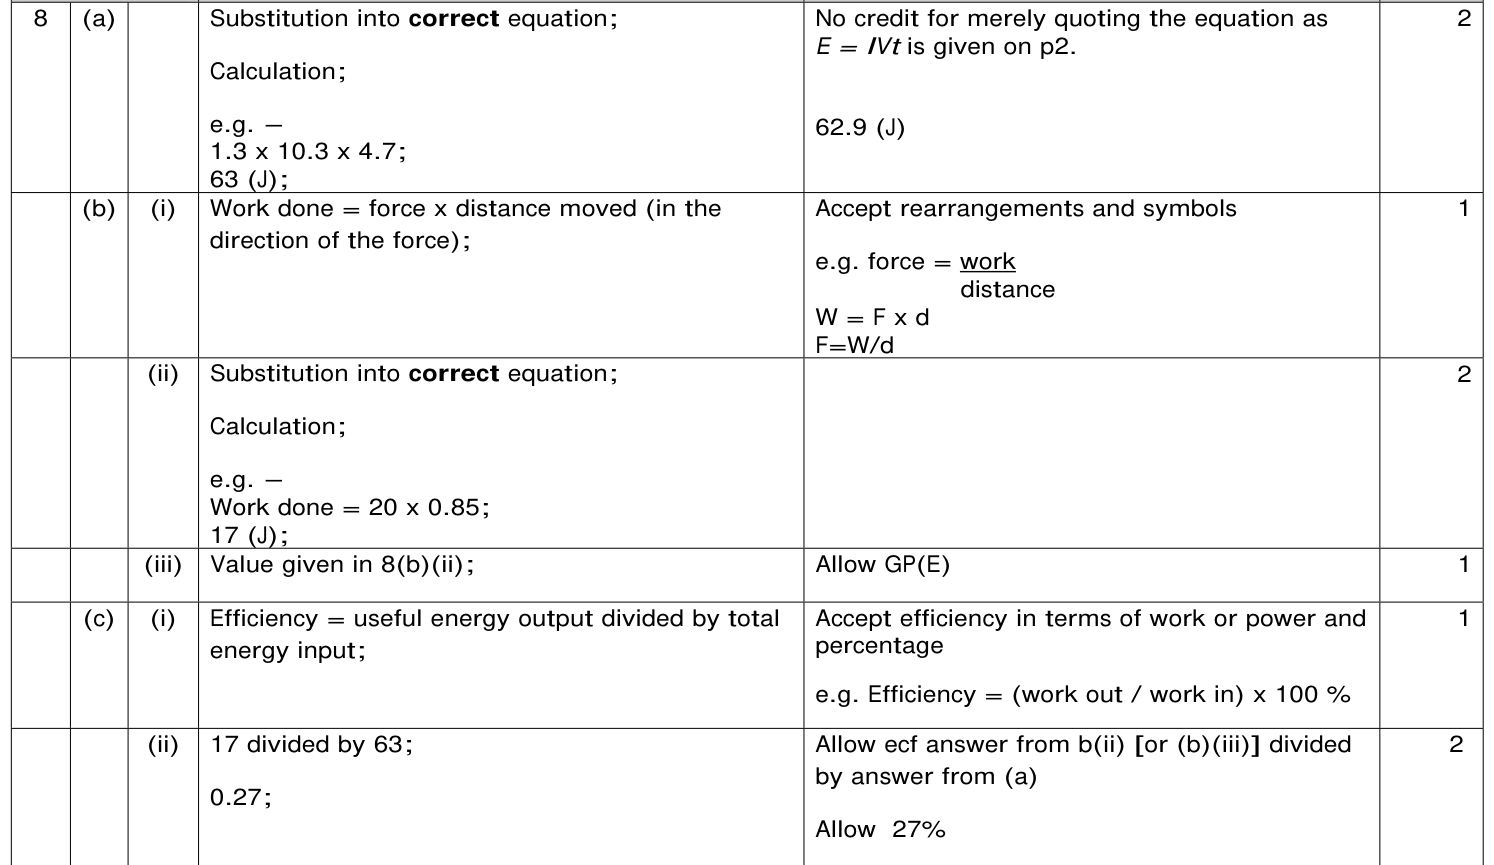 8 (a) Substitution into correct equation; No credit for merely quoting the equation as 2
E = IVt is given on p2.
Calculation;
e.g. –
62.9 (J)
1.3 x 10.3 x 4.7;
63 (J);
(b) (i) Work done = force x distance moved (in the Accept rearrangements and symbols 1
direction of the force);
e.g. force = work
distance
W = F x d
F=W/d
(ii) Substitution into correct equation; 2
Calculation;
e.g. –
Work done = 20 x 0.85;
17 (J);
(iii) Value given in 8(b)(ii); Allow GP(E) 1
(c) (i) Efficiency = useful energy output divided by total Accept efficiency in terms of work or power and 1
energy input; percentage
e.g. Efficiency = (work out / work in) x 100 %
(ii) 17 divided by 63; Allow ecf answer from b(ii) [or (b)(iii)] divided 2
by answer from (a)
0.27;
Allow 27%